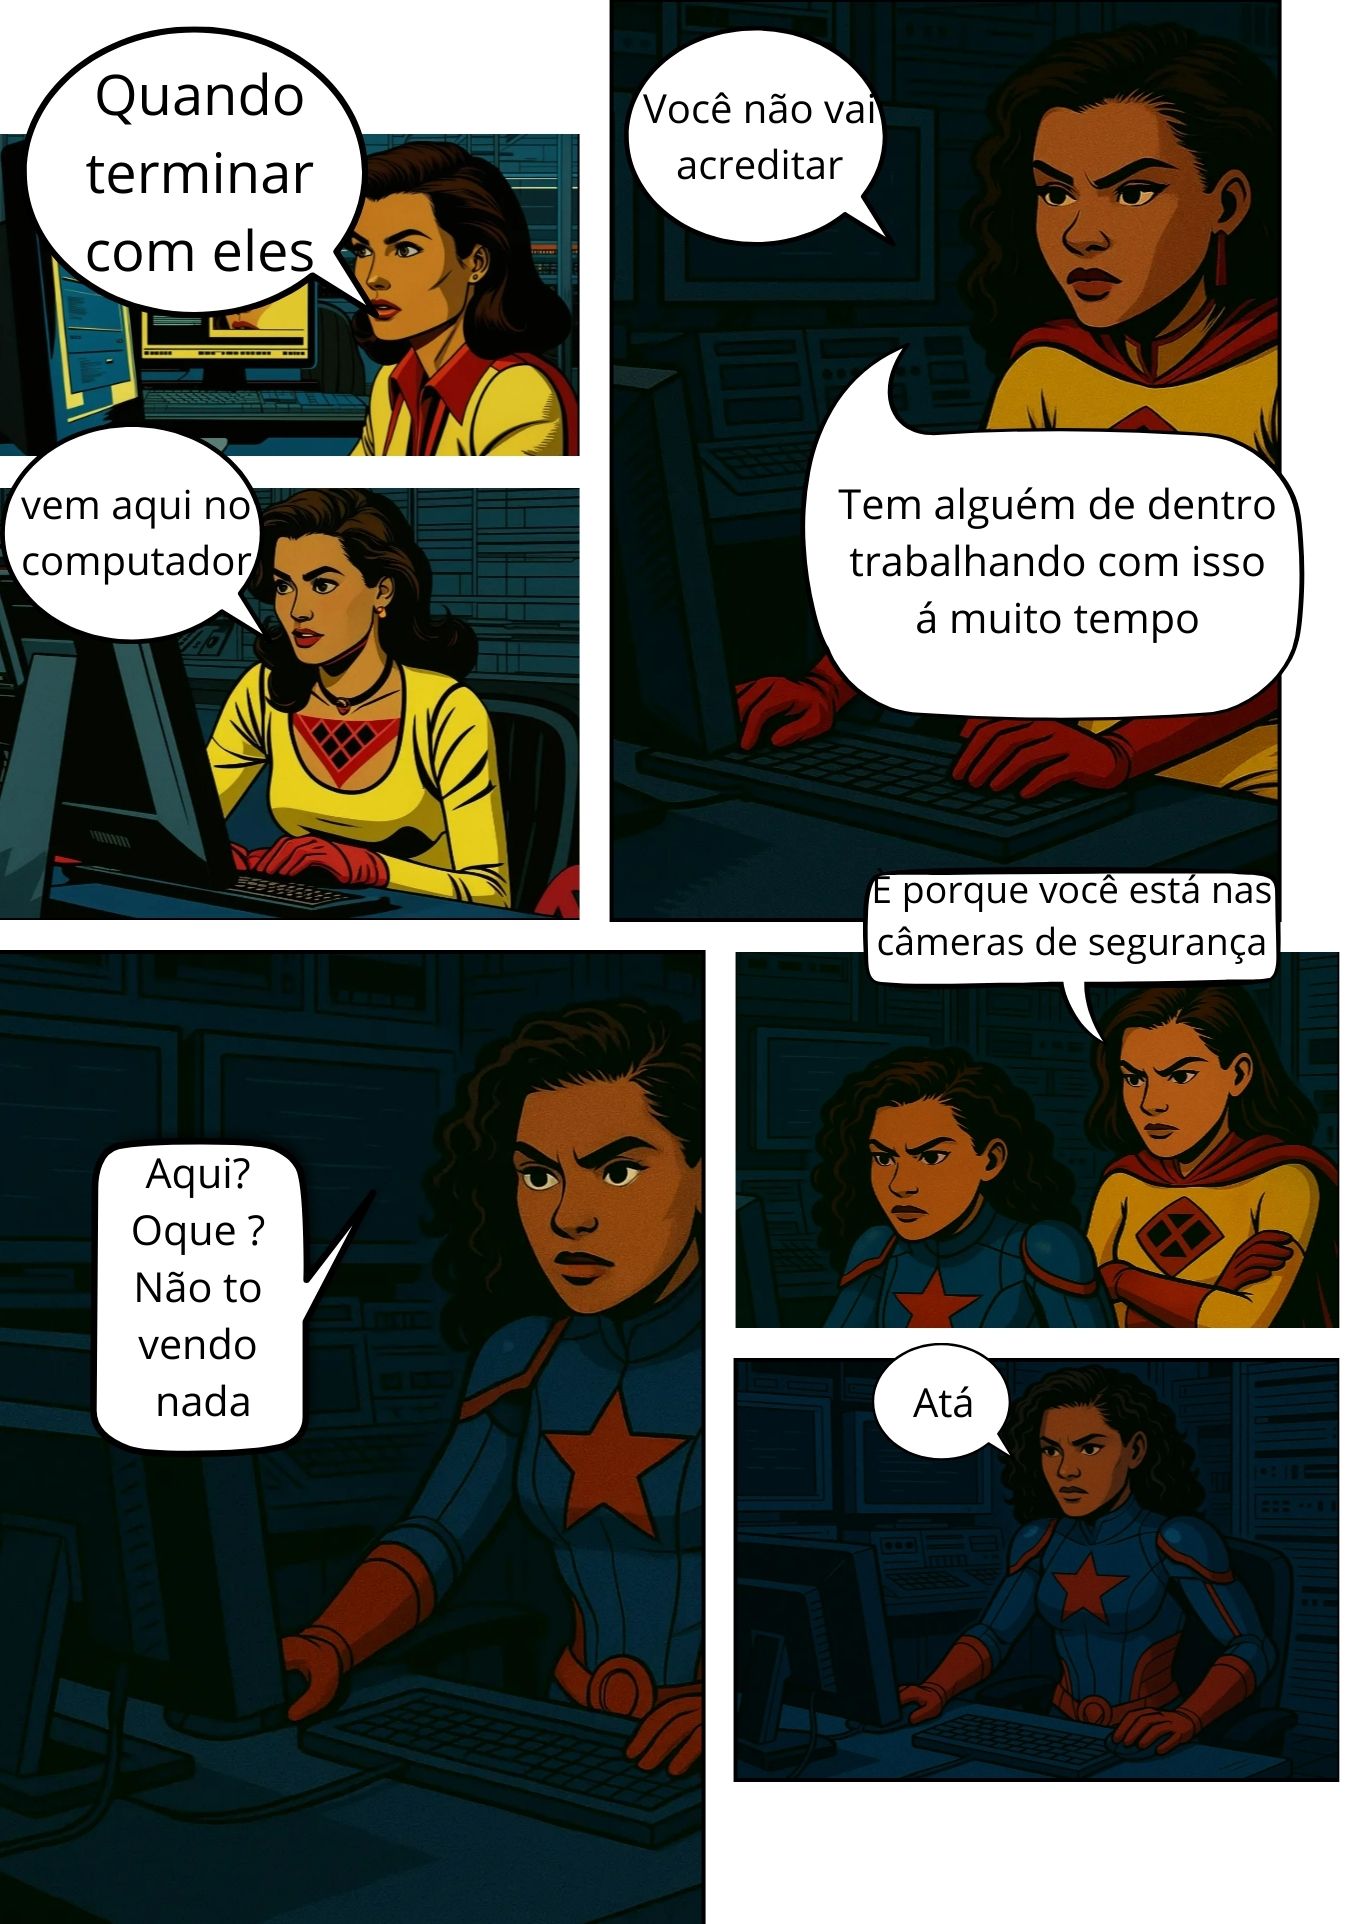 Quando
terminar
com eles
vem aqui no
computador
Você não vai
acreditar
Tem alguém de dentro
trabalhando com isso
á muito tempo
Aqui?
Oque ?
Não to
vendo
nada
È porque você está nas
câmeras de segurança
Atá